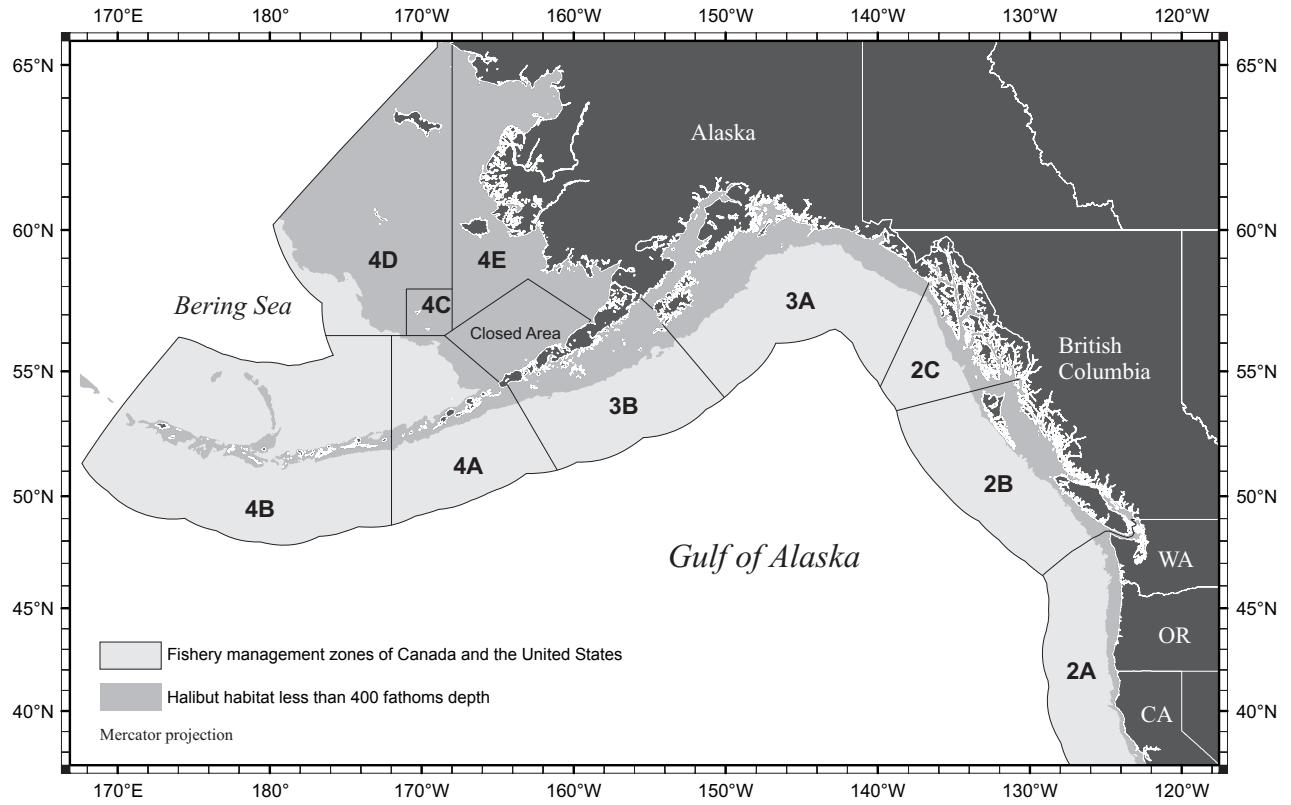 170°E 180° 170°W 160°W 150°W 140°W 130°W 120°W
65°N 65°N
Alaska
60°N 60°N
4D 4E
4C
3A
Bering Sea
Closed Area
British
Columbia
55°N 55°N
2C
3B
4A
2B
50°N 50°N
4B
Gulf of Alaska
WA
45°N 45°N
OR
Fishery management zones of Canada and the United States
2A
Halibut habitat less than 400 fathoms depth
40°N 40°N
CA
Mercator projection
170°E 180° 170°W 160°W 150°W 140°W 130°W 120°W